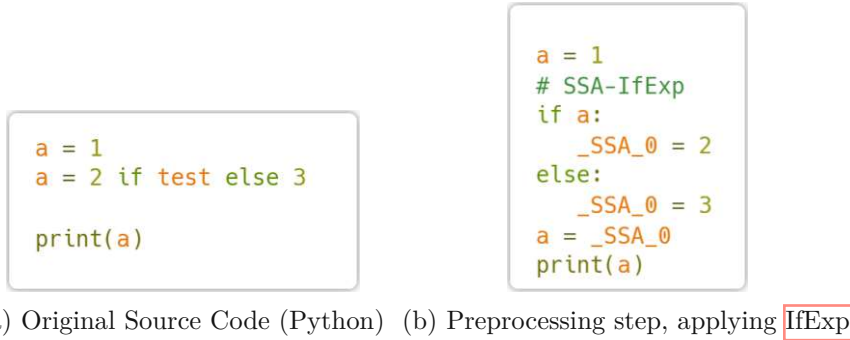 a = 1
a = 2 if test else 3
print(a)
) Original Source Code (Python)
a = 1
# SSA-IfExp
if a:
_SSA_0 = 2
else:
_SSA_0 = 3
a = _SSA_0
print(a)
(b) Preprocessing step, applying IfExp